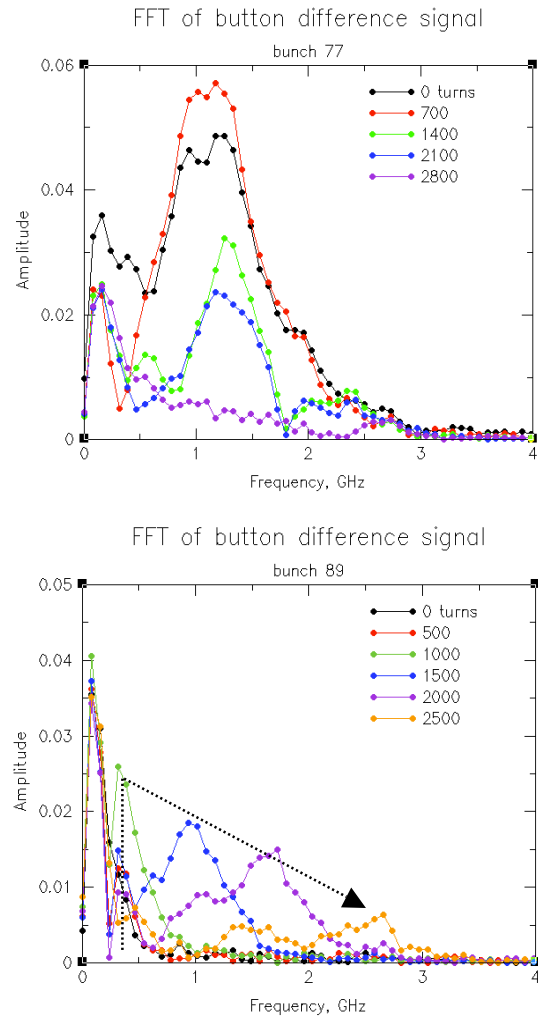 FFT of button difference signal
bunch 77
0.06
0 turns
700
1400
2100
2800
0.04
Amplitude
0.02
0
0
1
2
3
4
Frequency, GHz
FFT of button difference signal
bunch 89
0.05
0 turns
500
1000
1500
2000
2500
0.04
0.03
Amplitude
0.02
0.01
0
0
1
2
3
4
Frequency, GHz